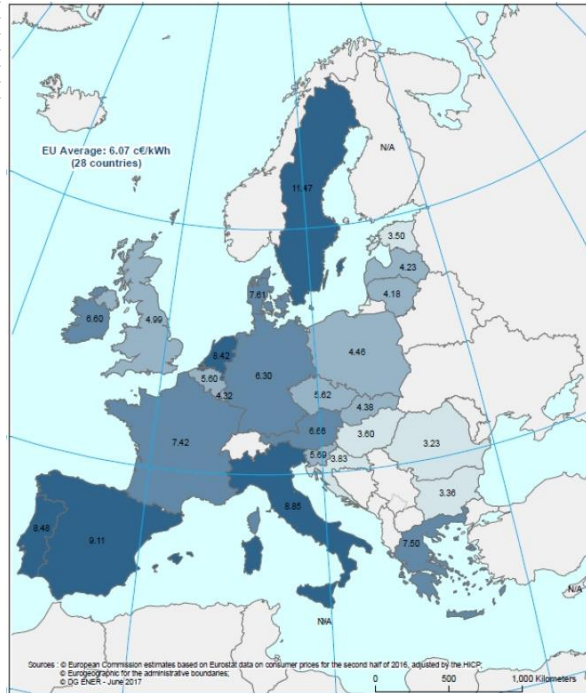 N/A
EU Average: 6.07 c€/kWh
(28 countries)
11.47
3.50
4.23
7.61
4.18
6.60
4.99
8.42
4.46
5.60
6.30
4.32
5.62
4.38
6.66
3.60
7.42
5.69
3.83
3.23
8.85
3.36
8.48
9.11
7.50
N/A
N/A
Sources : © European Commission estimates based on Eurostat data on consumer prices for the second half of 2016, adjusted by the HICP;
© Eurogeographic for the administrative boundaries;
© DG ENER - June 2017
0 500 1,000 Kilometers